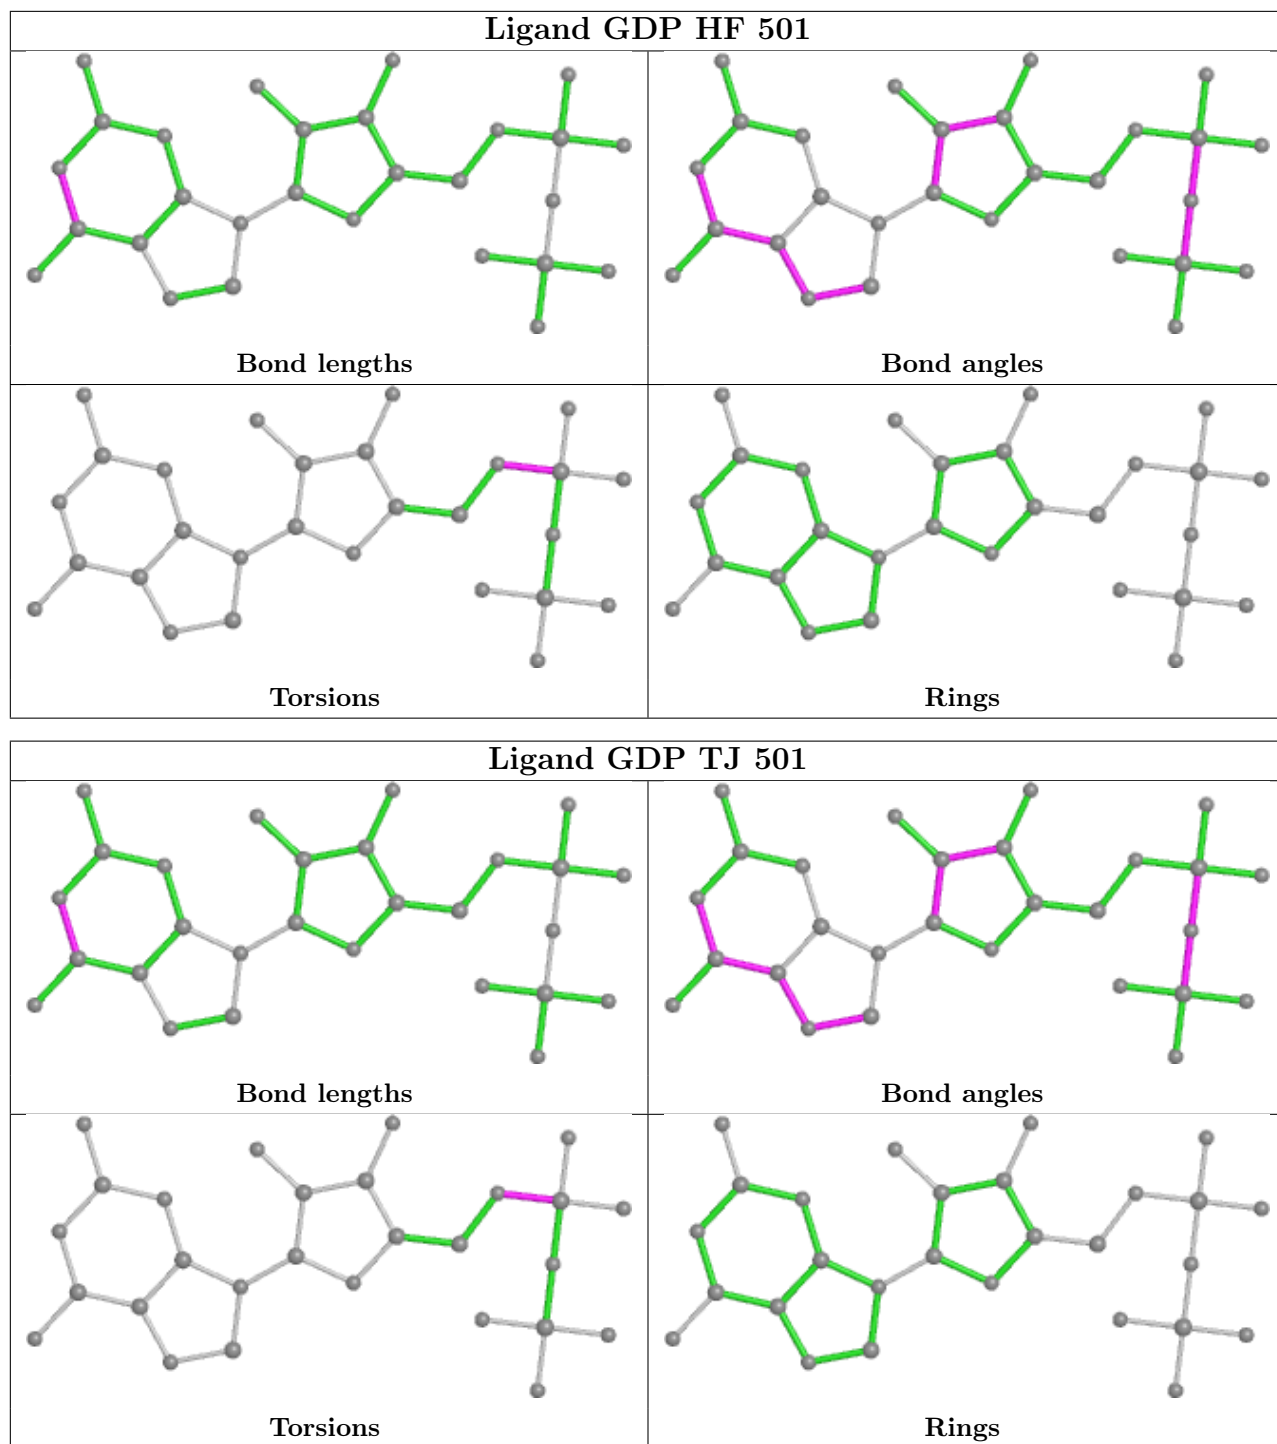 Ligand GDP HF 501
Bond lengths
Bond angles
Torsions
Rings
Ligand GDP TJ 501
Bond lengths
Bond angles
Torsions
Rings